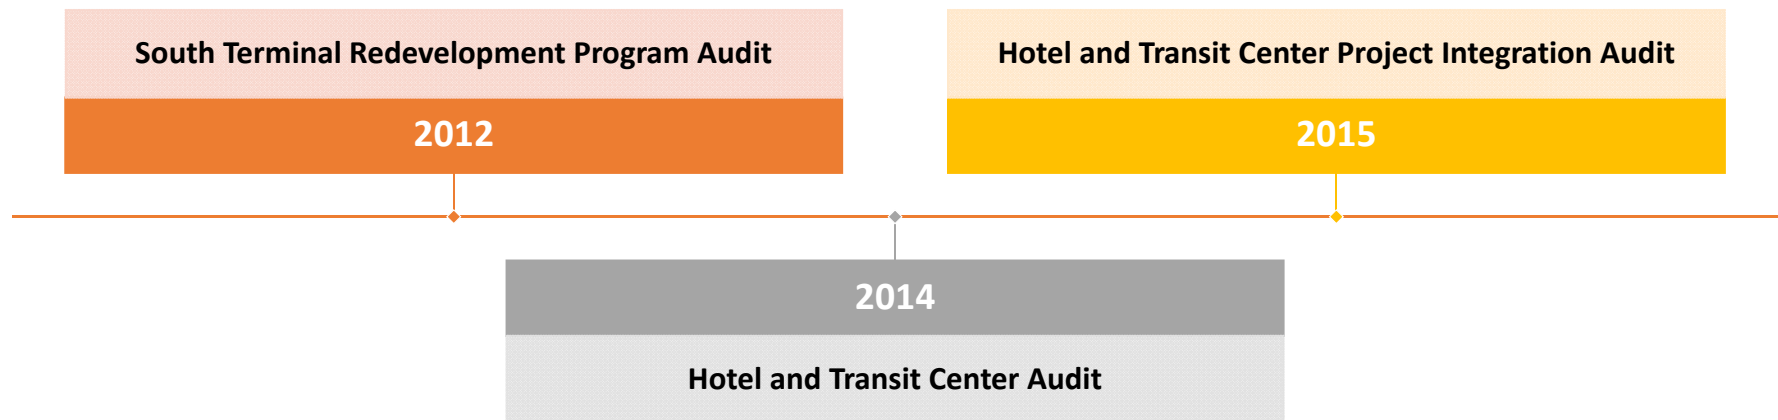 South Terminal Redevelopment Program Audit
2012
Hotel and Transit Center Project Integration Audit
2015
2014
Hotel and Transit Center Audit